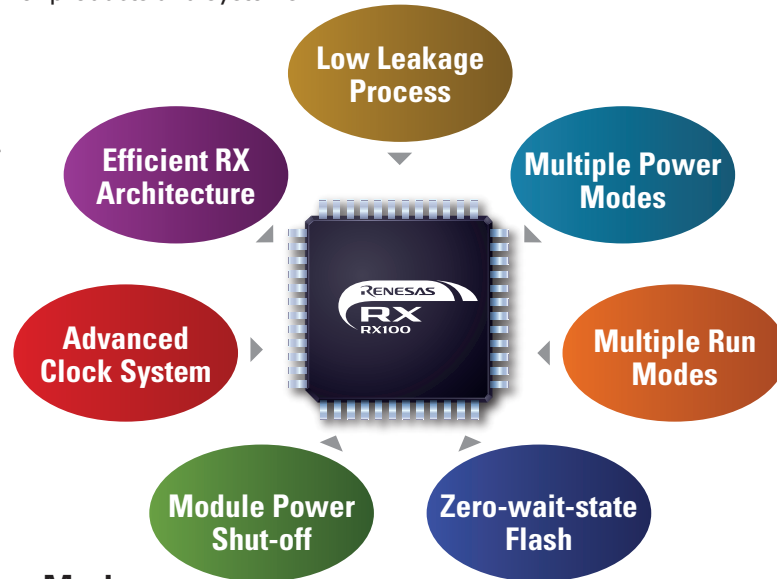 Low Leakage
Process
Efficient RX
Architecture
Multiple Power
Modes
RENESAS
RX
RX100
Advanced
Clock System
Multiple Run
Modes
Module Power
Shut-off
Zero-wait-state
Flash